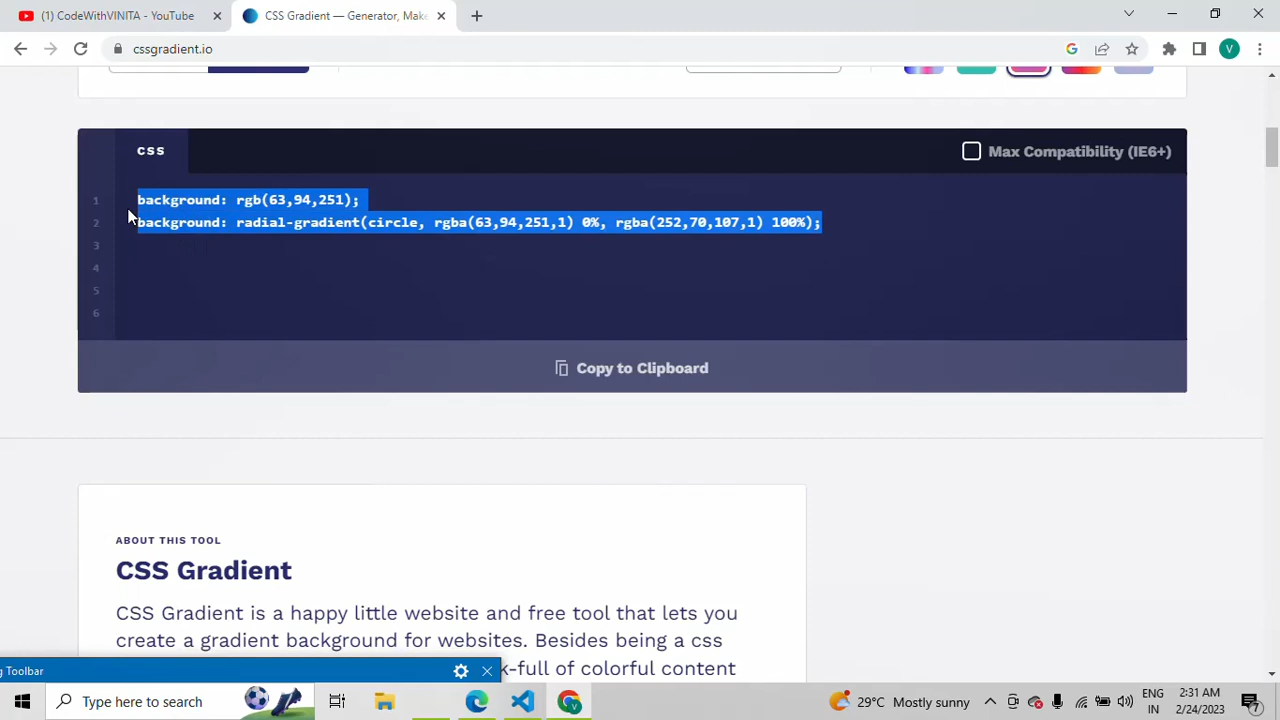 (1) CodeWithVINITA - YouTube
CSS Gradient — Generator, Make
cssgradient.io
V
CSS
Max Compatibility (IE6+)
1 background: rgb(63,94,251);
2 background: radial-gradient(circle, rgba(63,94,251,1) 0%, rgba(252,70,107,1) 100%);
3
4
5
6
Copy to Clipboard
ABOUT THIS TOOL
CSS Gradient
CSS Gradient is a happy little website and free tool that lets you
create a gradient background for websites. Besides being a css
k-full of colorful content
g Toolbar
Type here to search
29°C Mostly sunny
ENG
IN
2:31 AM
2/24/2023
7